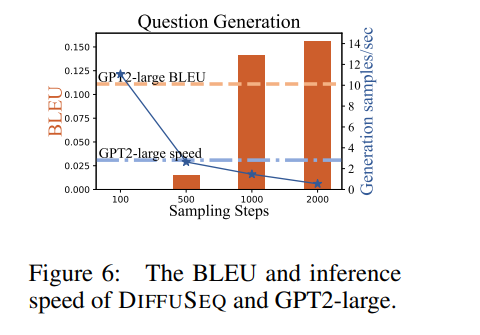 Question Generation
BLEU
0.150
0.125
0.100
0.075
0.050
0.025
0.000
GPT2-large BLEU
GPT2-large speed
14
12
10
8
6
4
2
0
Generation samples/sec
100 500 1000 2000
Sampling Steps
Figure 6: The BLEU and inference
speed of DIFFUSEQ and GPT2-large.